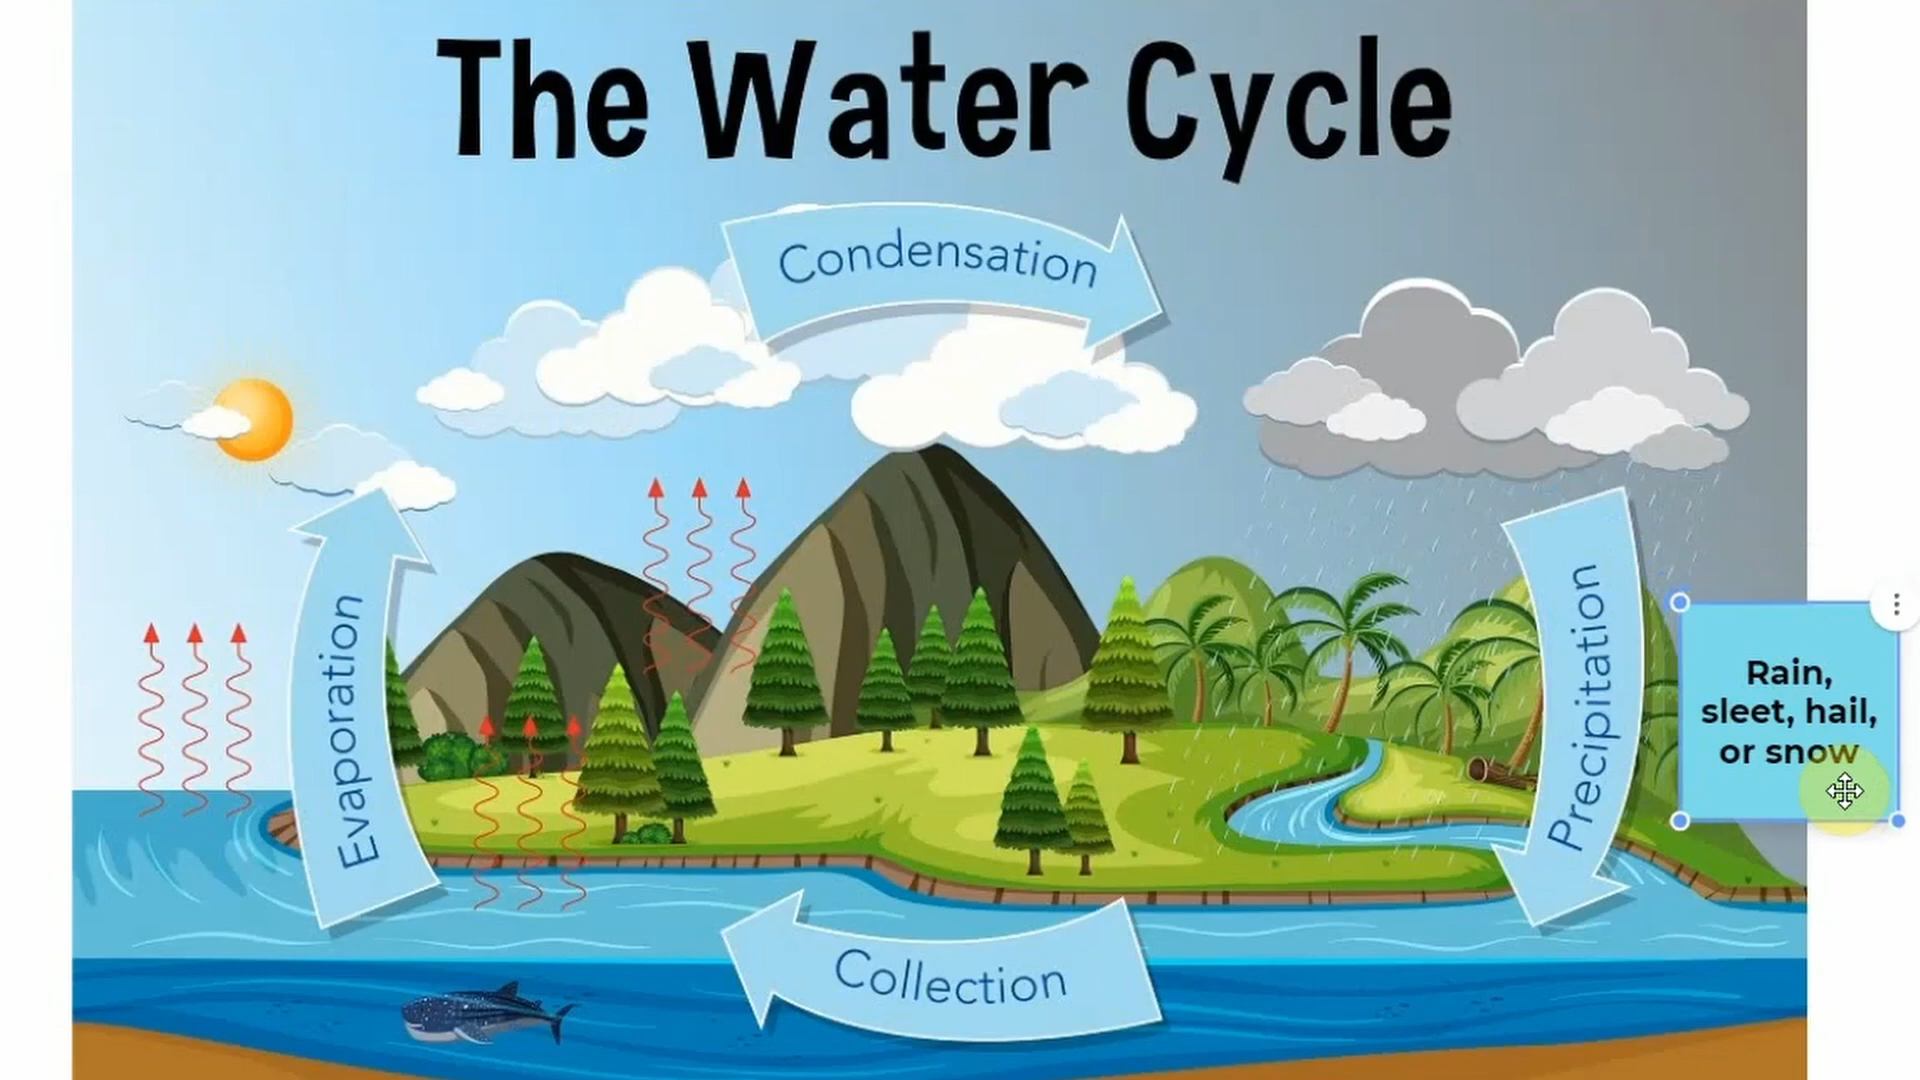 The Water Cycle
Condensation
Evaporation
Precipitation
Rain,
sleet, hail,
or snow
Collection